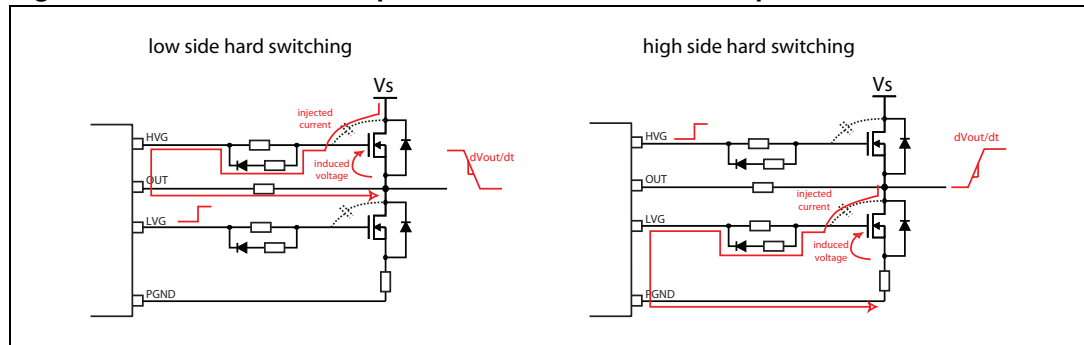 low side hard switching
Vs
injected
current
HVG
induced
voltage
dVout/dt
OUT
LVG
PGND
high side hard switching
Vs
HVG
dVout/dt
OUT
injected
current
LVG
induced
voltage
PGND